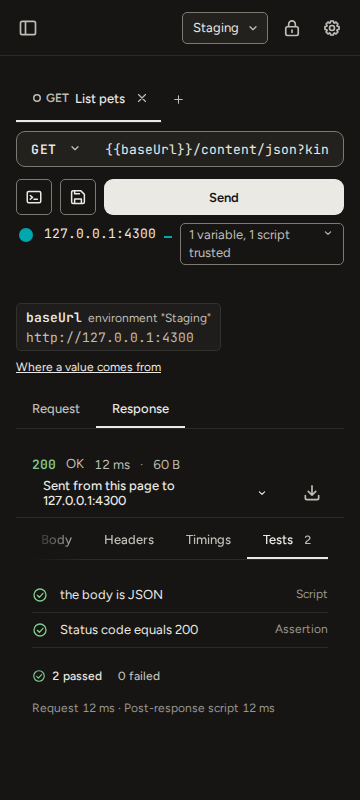 Staging
GET List pets
GET {{baseUrl}}/content/json?kin
Send
127.0.0.1:4300
1 variable, 1 script
trusted
baseUrl environment "Staging"
http://127.0.0.1:4300
Where a value comes from
Request Response
200 OK 12 ms · 60 B
Sent from this page to
127.0.0.1:4300
Body Headers Timings Tests 2
the body is JSON Script
Status code equals 200 Assertion
2 passed 0 failed
Request 12 ms · Post-response script 12 ms